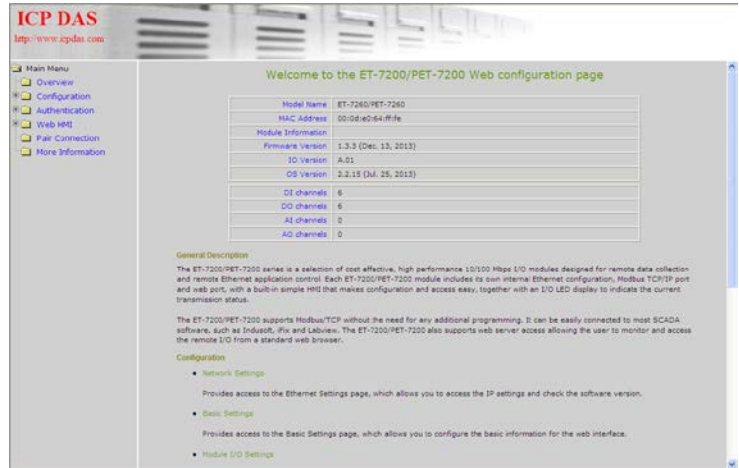 ICP DAS
http://www.icpdas.com
Main Menu
Overview
Configuration
Authentication
Web HMI
Pair Connection
More Information
Welcome to the ET-7200/PET-7200 Web configuration page
Model Name ET-7260/PET-7260
MAC Address 00:0d:e0:64:ff:fe
Module Information
Firmware Version 1.3.3 (Dec. 13, 2013)
IO Version A.01
OS Version 2.2.15 (Jul. 25, 2013)
DI channels 6
DO channels 6
AI channels 0
AO channels 0
General Description
The ET-7200/PET-7200 series is a selection of cost effective, high performance 10/100 Mbps I/O modules designed for remote data collection
and remote Ethernet application control. Each ET-7200/PET-7200 module includes its own internal Ethernet configuration, Modbus TCP/IP port
and web port, with a built-in simple HMI that makes configuration and access easy, together with an I/O LED display to indicate the current
transmission status.
The ET-7200/PET-7200 supports Modbus/TCP without the need for any additional programming. It can be easily connected to most SCADA
software, such as Indusoft, iFix and Labview. The ET-7200/PET-7200 also supports web server access allowing the user to monitor and access
the remote I/O from a standard web browser.
Configuration
Network Settings
Provides access to the Ethernet Settings page, which allows you to access the IP settings and check the software version.
Basic Settings
Provides access to the Basic Settings page, which allows you to configure the basic information for the web interface.
Module I/O Settings